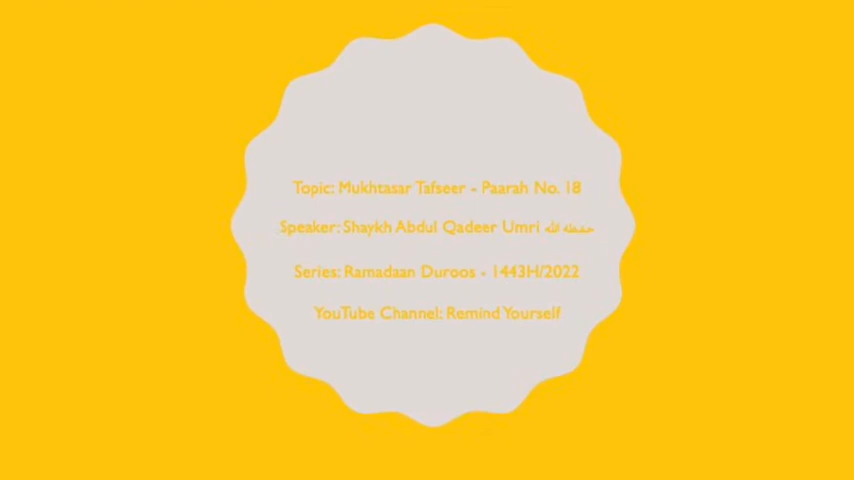 Topic: Mukhtasar Tafseer - Paarah No. 18
Speaker: Shaykh Abdul Qadeer Umri حفظه الله
Series: Ramadaan Duroos - 1443H/2022
YouTube Channel: Remind Yourself